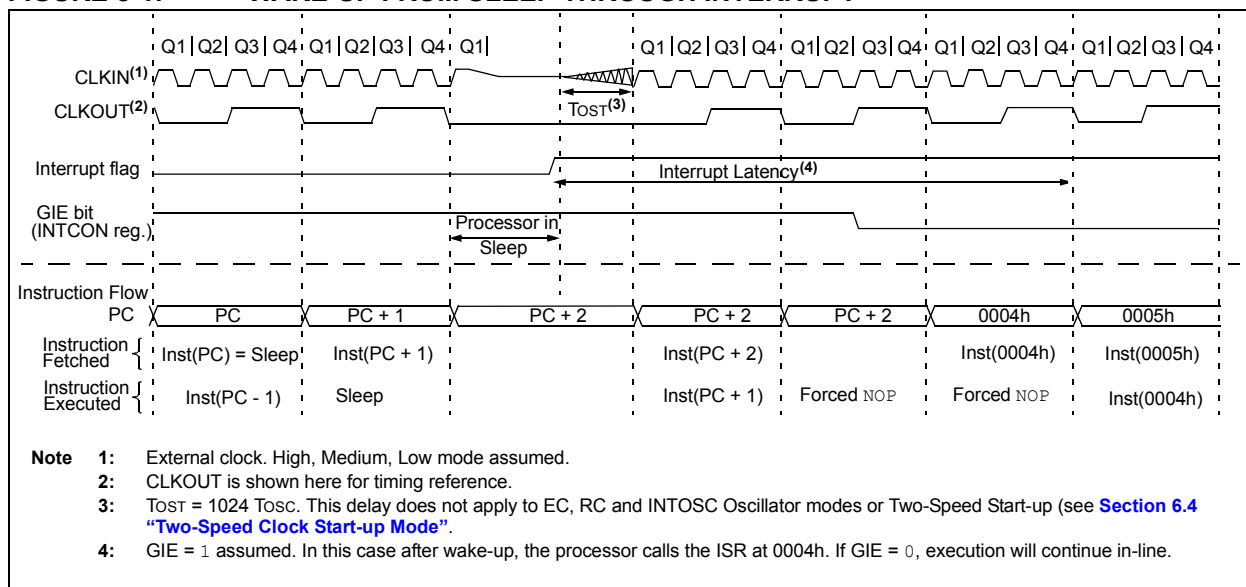 FIGURE 9-1: WAKE-UP FROM SLEEP THROUGH INTERRUPT
Q1 Q2 Q3 Q4 Q1 Q2 Q3 Q4 Q1 Q1 Q2 Q3 Q4 Q1 Q2 Q3 Q4 Q1 Q2 Q3 Q4 Q1 Q2 Q3 Q4
CLKIN(1)
CLKOUT(2) TOST(3)
Interrupt flag Interrupt Latency(4)
GIE bit
(INTCON reg.) Processor in
Sleep
Instruction Flow
PC PC PC + 1 PC + 2 PC + 2 PC + 2 0004h 0005h
Instruction
Fetched Inst(PC) = Sleep Inst(PC + 1) Inst(PC + 2) Inst(0004h) Inst(0005h)
Instruction
Executed Inst(PC - 1) Sleep Inst(PC + 1) Forced NOP Forced NOP Inst(0004h)
Note 1: External clock. High, Medium, Low mode assumed.
2: CLKOUT is shown here for timing reference.
3: TOST = 1024 TOSC. This delay does not apply to EC, RC and INTOSC Oscillator modes or Two-Speed Start-up (see Section 6.4
“Two-Speed Clock Start-up Mode”.
4: GIE = 1 assumed. In this case after wake-up, the processor calls the ISR at 0004h. If GIE = 0, execution will continue in-line.